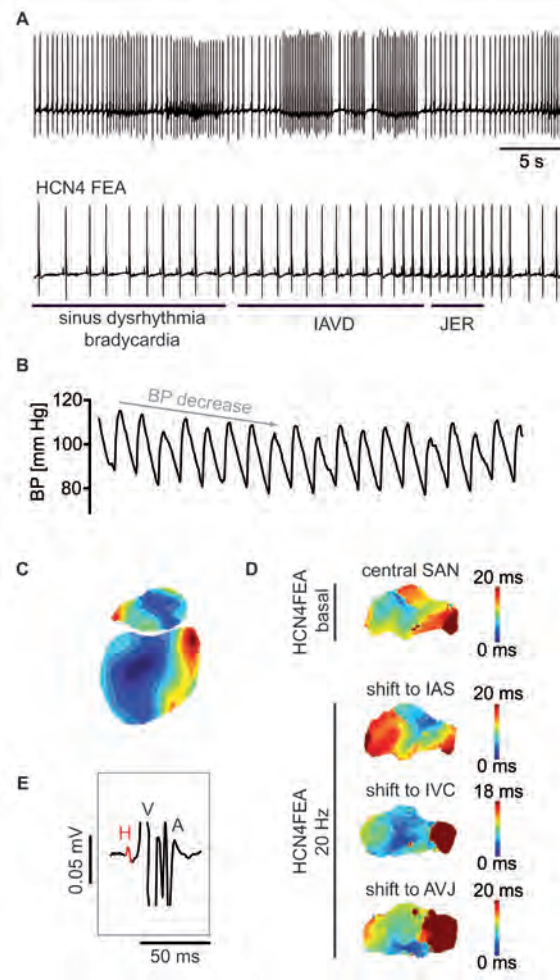 A
5 s
HCN4 FEA
sinus dysrhythmia
bradycardia
IAVD
JER
B
BP decrease
BP [mm Hg]
120
100
80
C
D
HCN4FEA
basal
central SAN
20 ms
0 ms
HCN4FEA
20 Hz
shift to IAS
20 ms
0 ms
shift to IVC
18 ms
0 ms
shift to AVJ
20 ms
0 ms
E
0.05 mV
H
V
A
50 ms